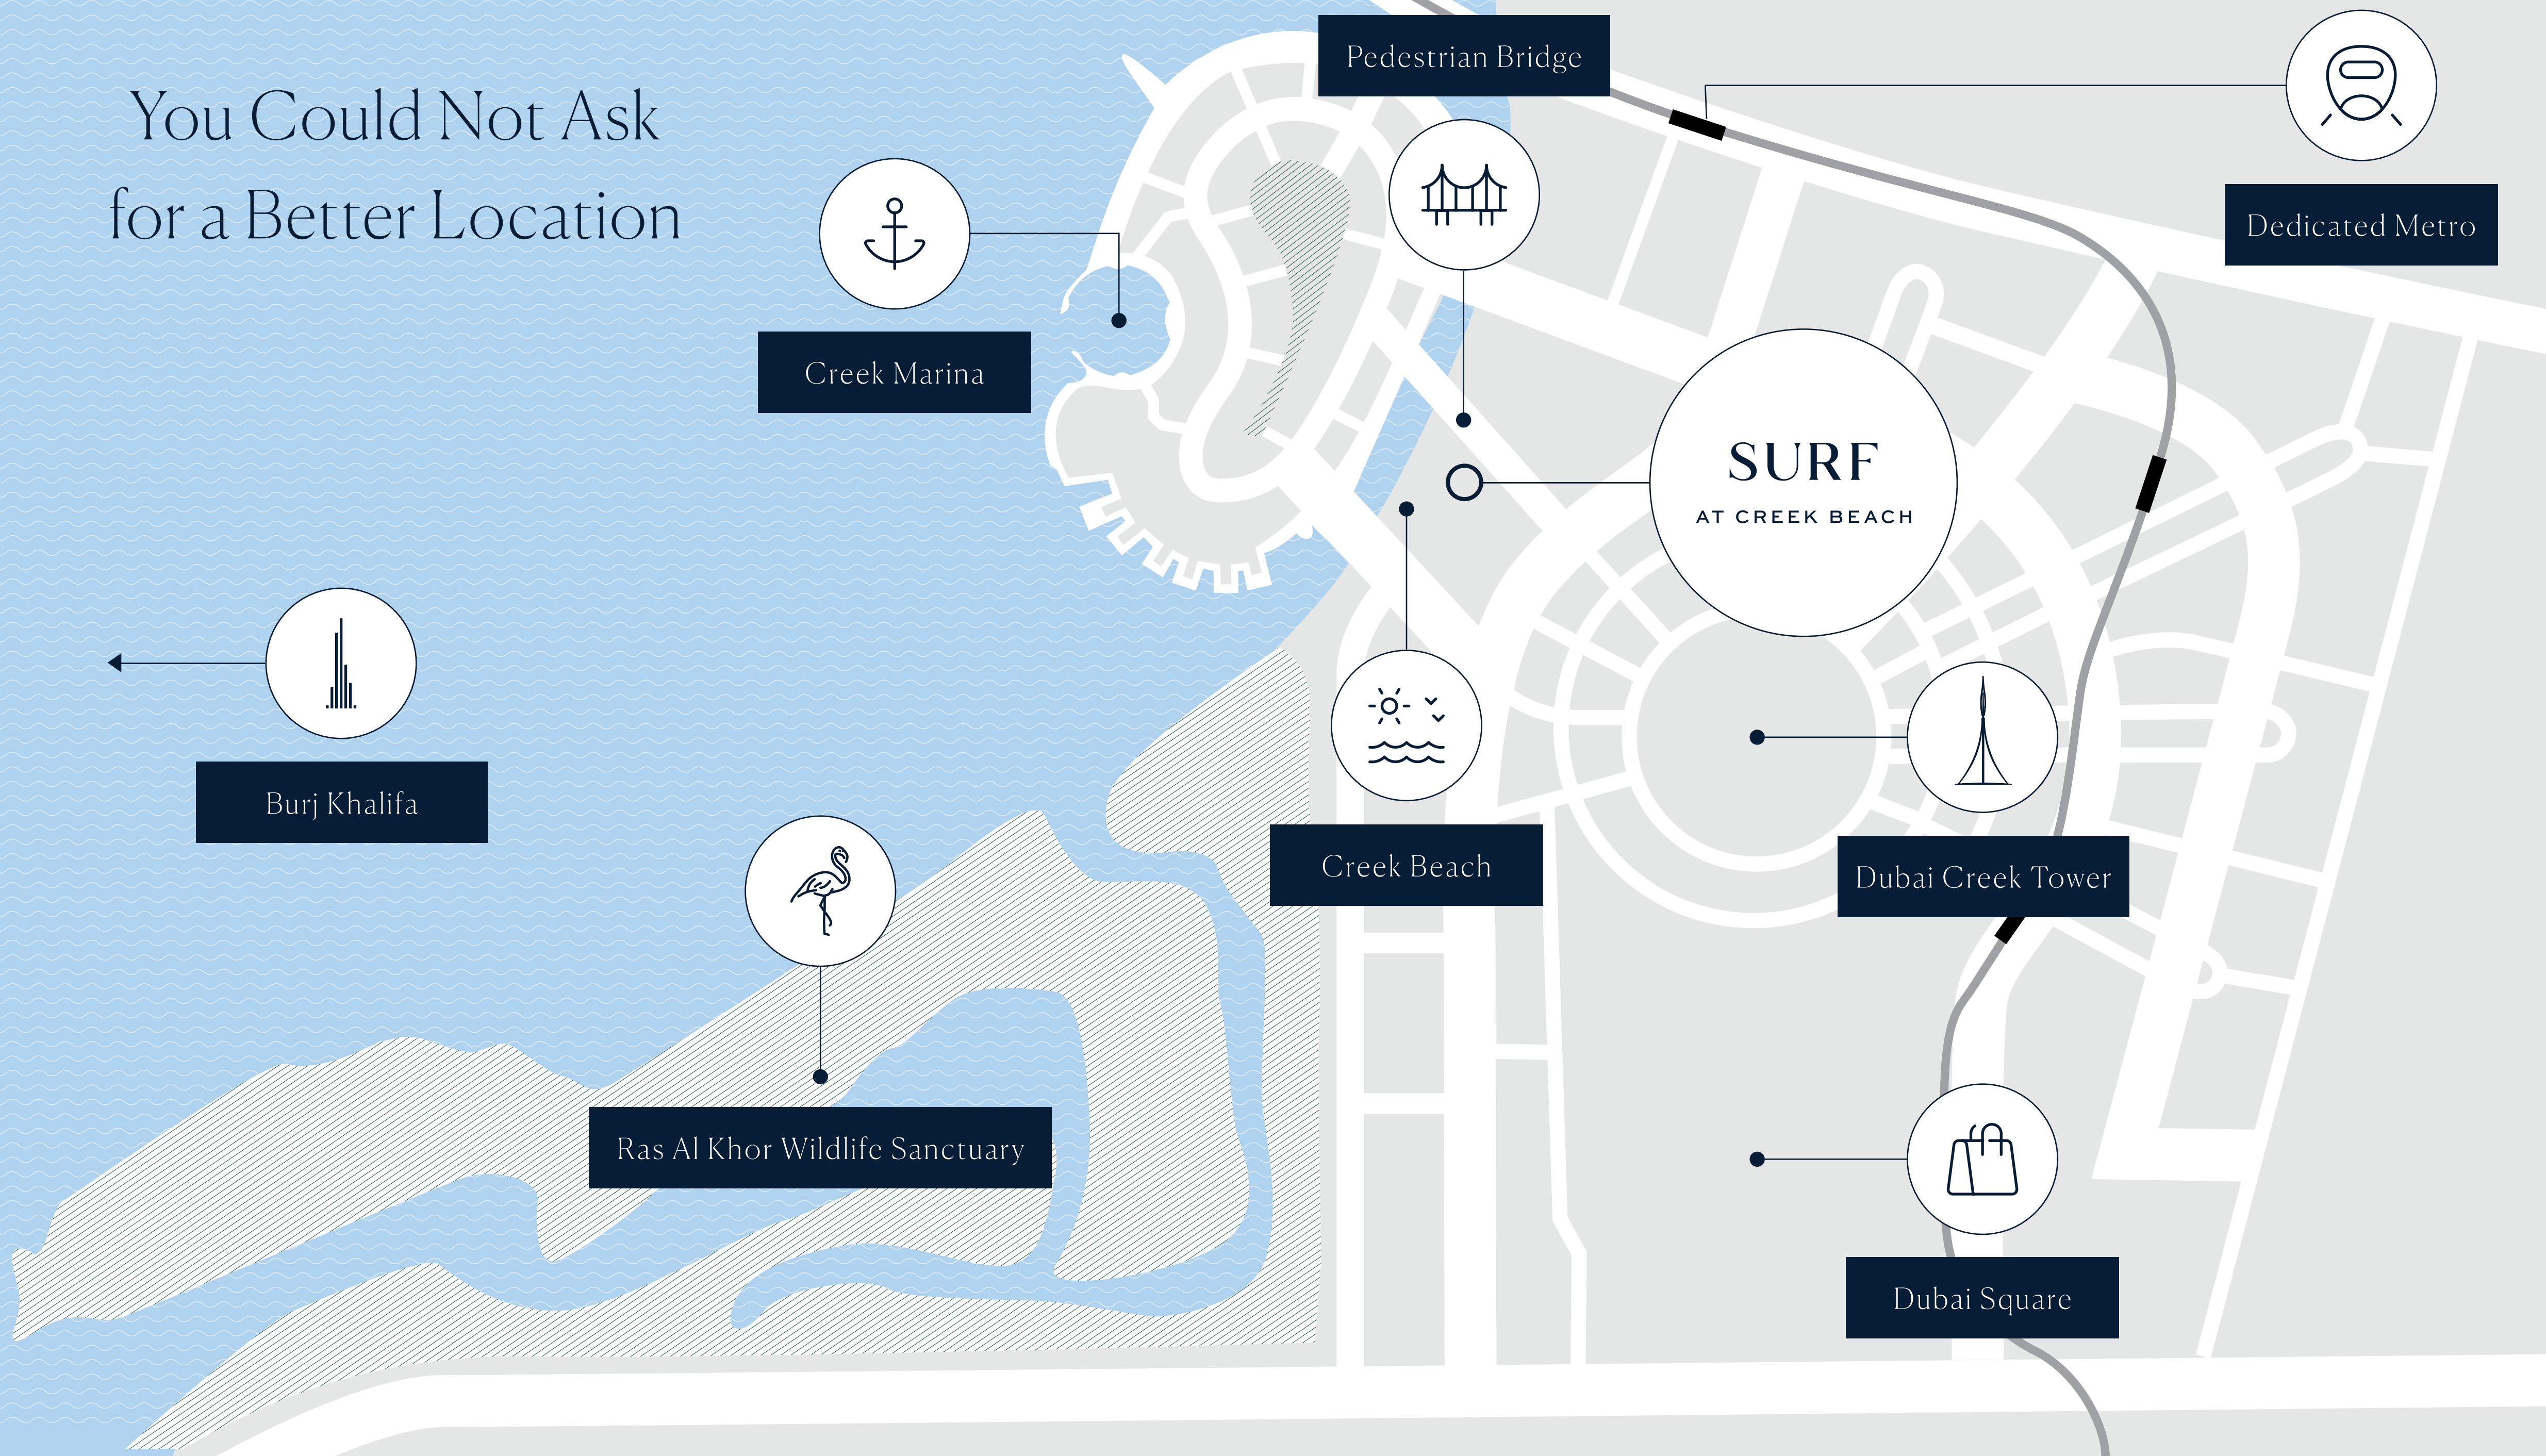 You Could Not Ask
for a Better Location
Pedestrian Bridge
Dedicated Metro
Creek Marina
SURF
AT CREEK BEACH
Burj Khalifa
Creek Beach
Dubai Creek Tower
Ras Al Khor Wildlife Sanctuary
Dubai Square